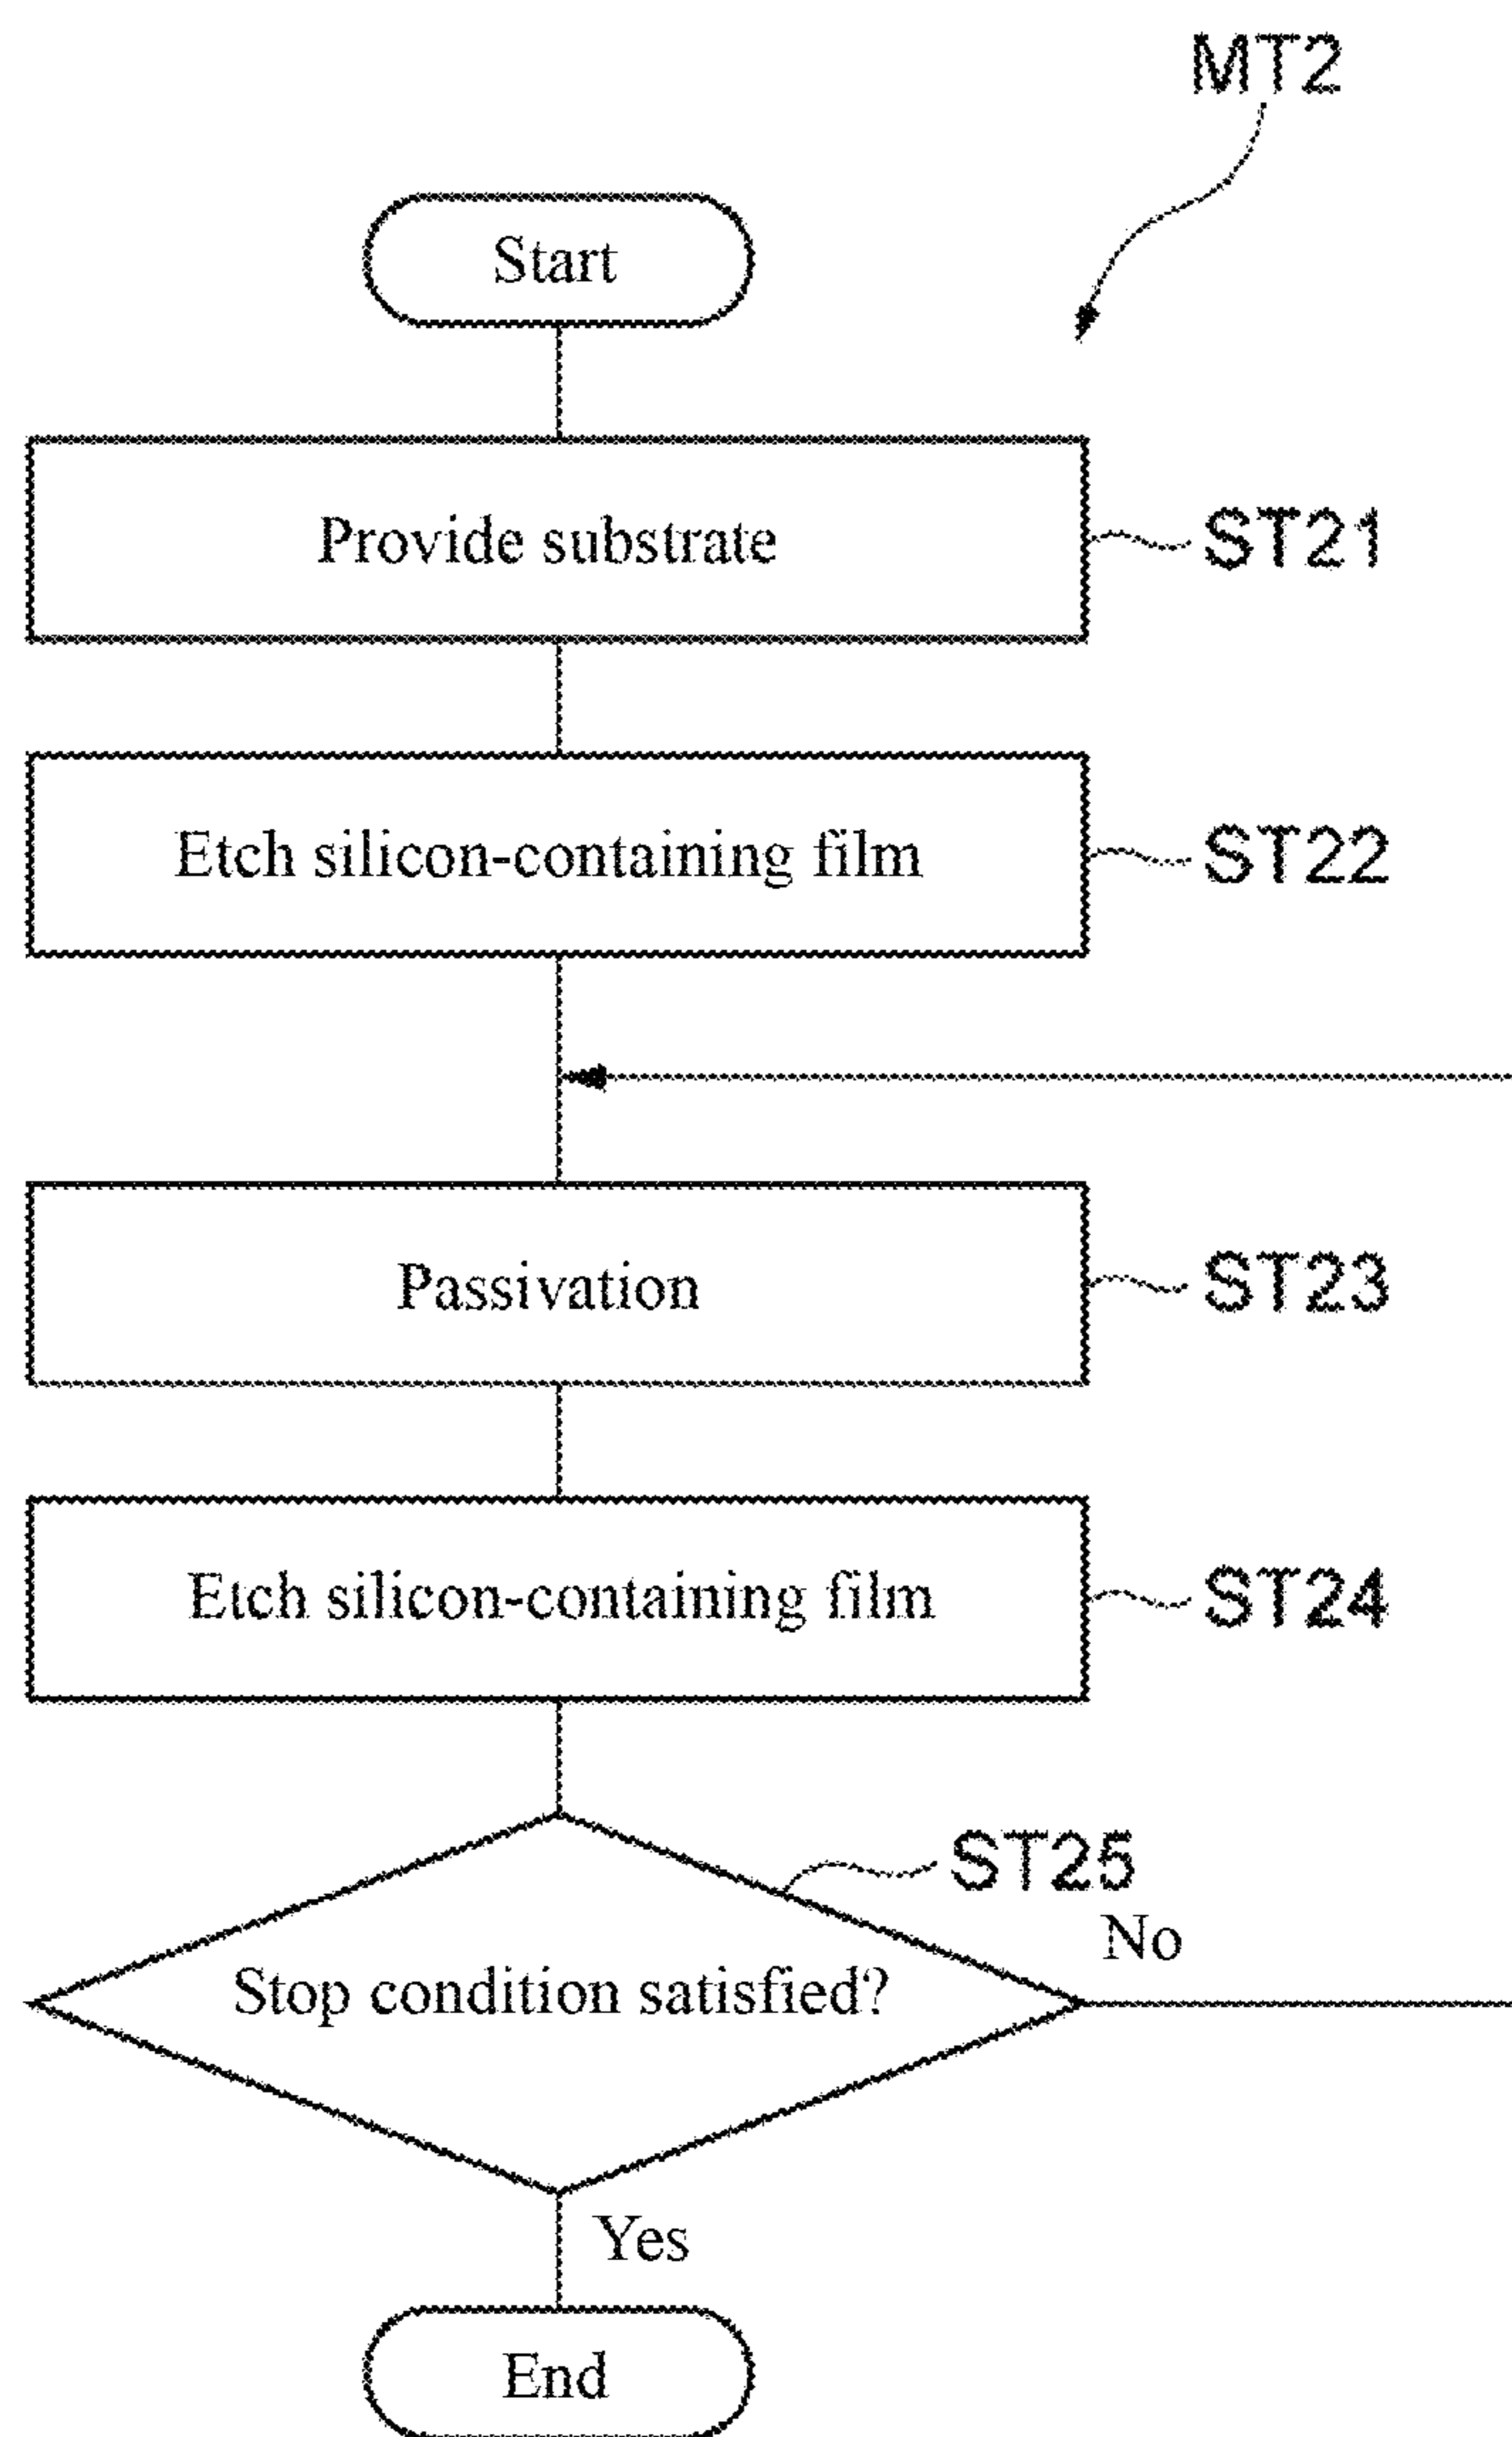 MT2
Start
Provide substrate
ST21
Etch silicon-containing film
ST22
Passivation
ST23
Etch silicon-containing film
ST24
ST25
No
Stop condition satisfied?
Yes
End